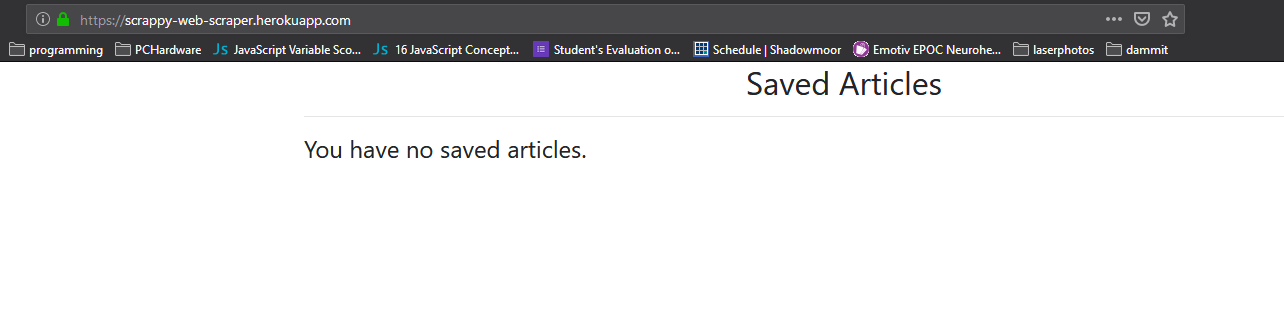 https://scrappy-web-scraper.herokuapp.com
programming PCHardware JavaScript Variable Sco... 16 JavaScript Concept... Student's Evaluation o... Schedule | Shadowmoor Emotiv EPOC Neurohe... laserphotos dammit
Saved Articles
You have no saved articles.